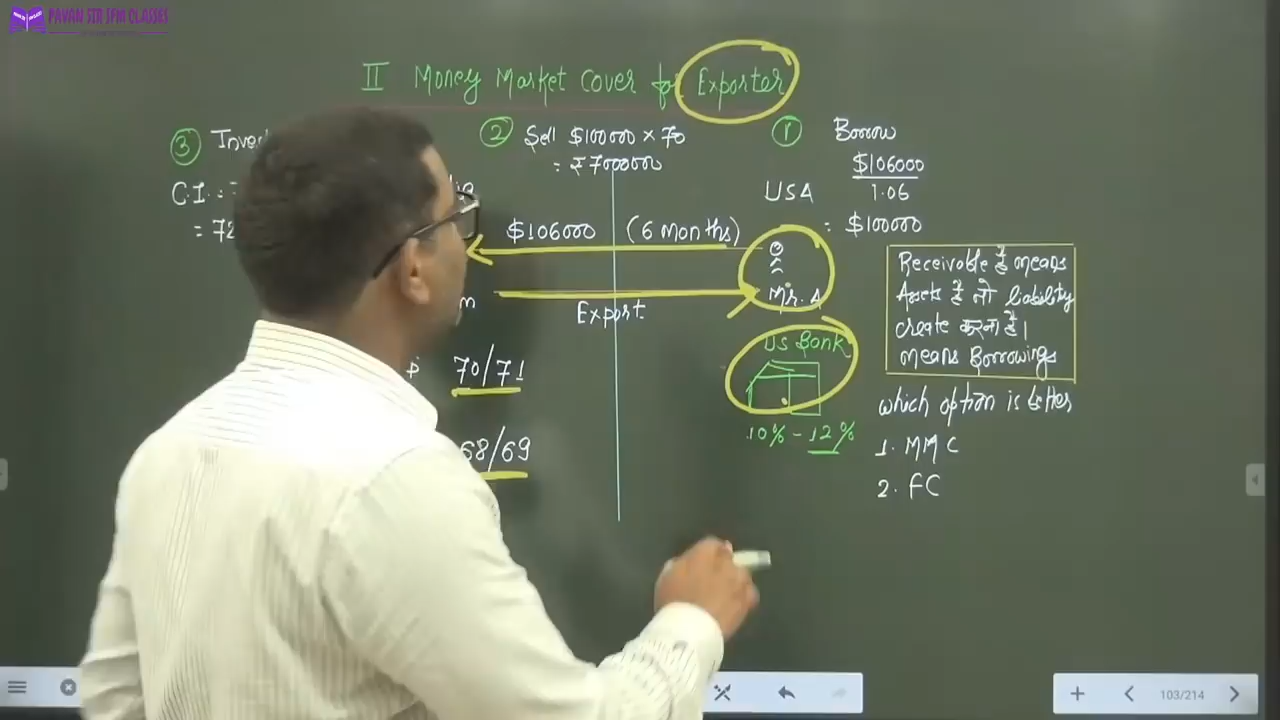 PAVAN SIR SFM CLASSES
II Money Market Cover for Exporter
③ Inves
② Sell $100000 × 70
= ₹7000000
① Borrow
$106000
1.06
= $100000
C.I. = 7
= 72
USA
$106000 (6 months)
Mr. A
Export
US Bank
10% - 12%
70/71
68/69
Receivable है means
Assets है तो liability
create करना है।
means Borrowings
which option is better
1. MMC
2. FC
103/214